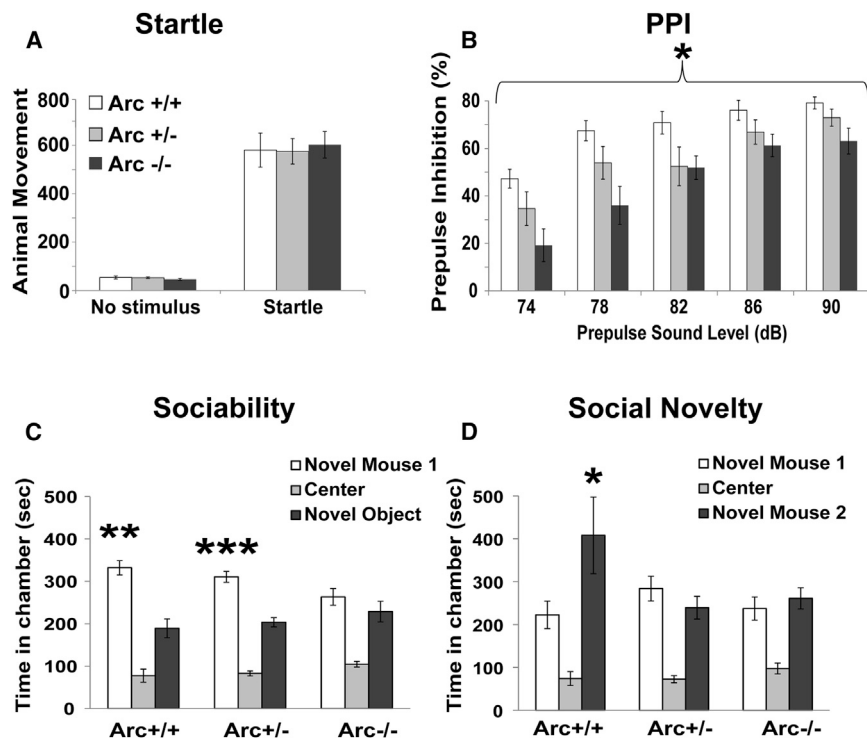 A
Startle
Animal Movement
800
600
400
200
0
Arc +/+
Arc +/-
Arc -/-
No stimulus
Startle
B
PPI
*
Prepulse Inhibition (%)
80
60
40
20
0
74
78
82
86
90
Prepulse Sound Level (dB)
C
Sociability
Novel Mouse 1
Center
Novel Object
Time in chamber (sec)
500
400
300
200
100
0
**
***
Arc+/+
Arc+/-
Arc-/-
D
Social Novelty
Novel Mouse 1
Center
Novel Mouse 2
Time in chamber (sec)
500
400
300
200
100
0
*
Arc+/+
Arc+/-
Arc-/-